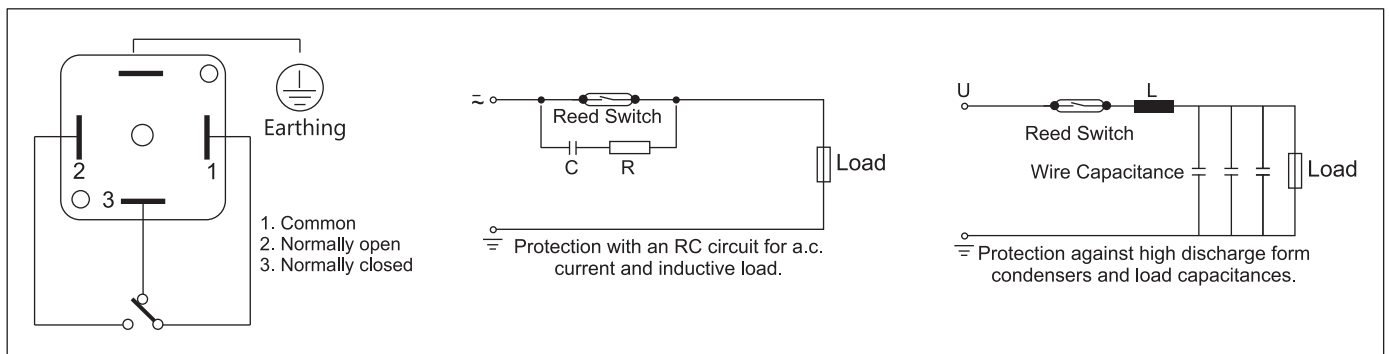 Earthing
2
1
3
1. Common
2. Normally open
3. Normally closed
Reed Switch
C
R
Load
Protection with an RC circuit for a.c.
current and inductive load.
U
L
Reed Switch
Wire Capacitance
Load
Protection against high discharge form
condensers and load capacitances.